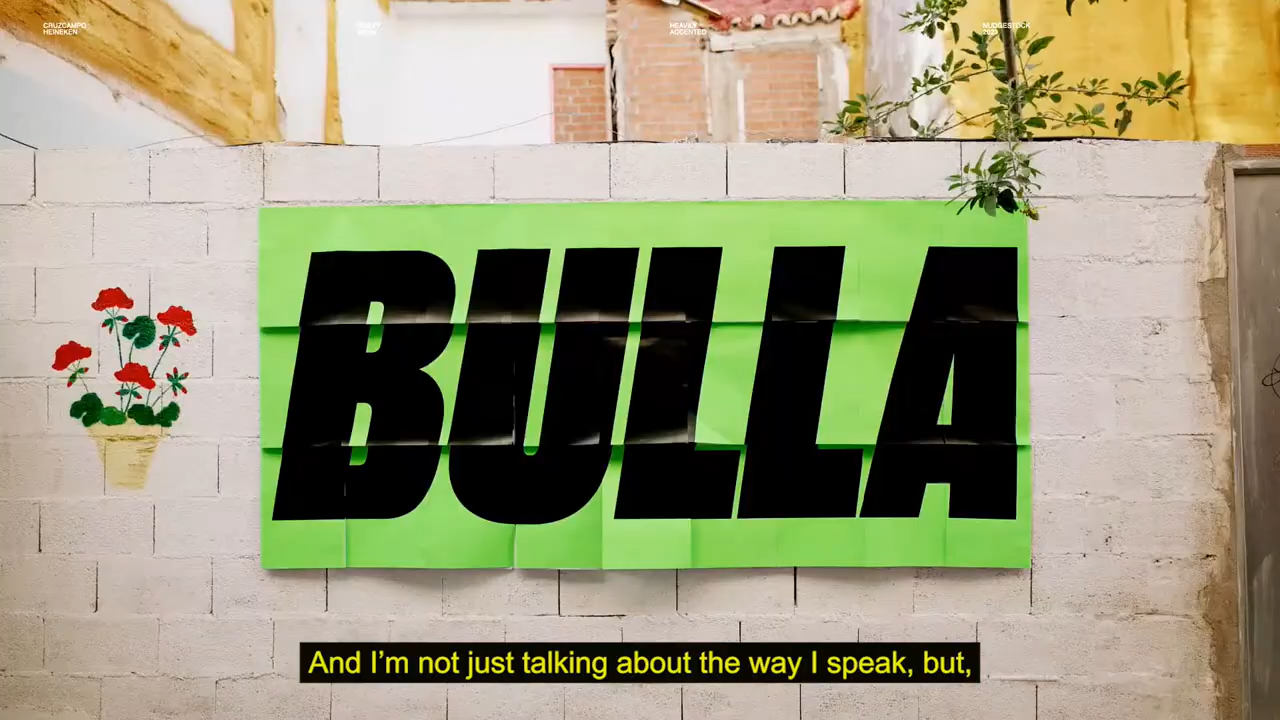 CRUZCAMPO
HEINEKEN
HEAVILY
ACCENTED
NUDGESTOCK
2023
BULLA
And I'm not just talking about the way I speak, but,